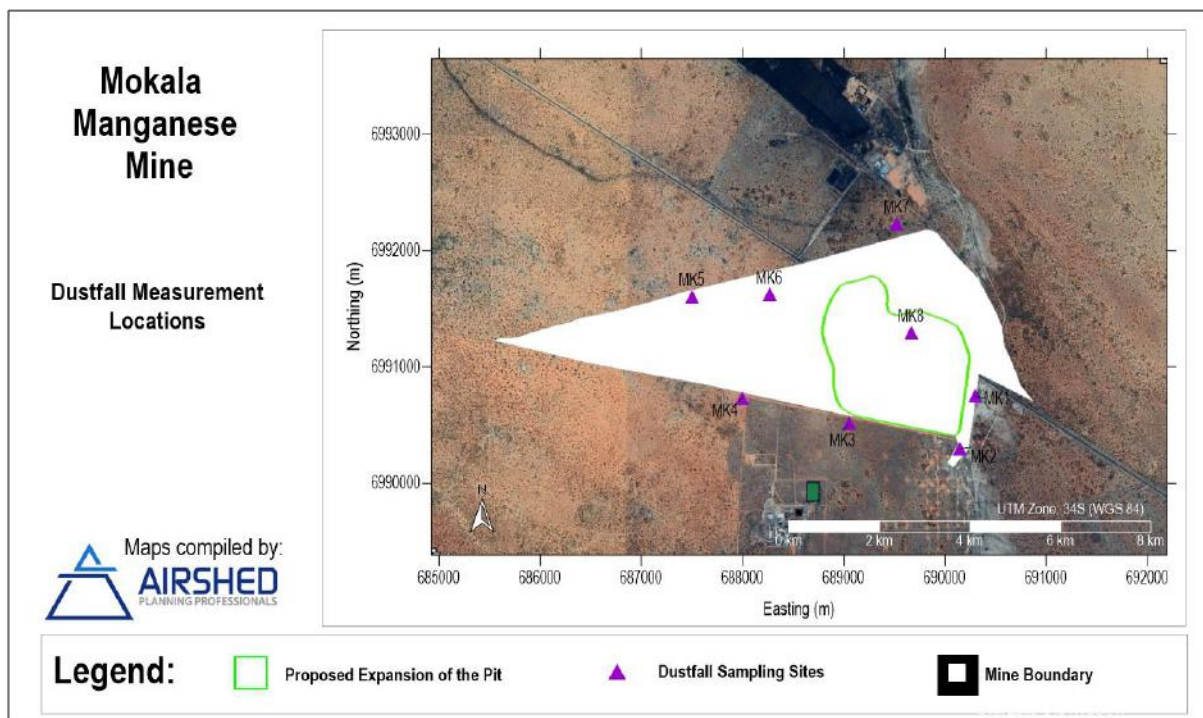 Mokala
Manganese
Mine
Dustfall Measurement
Locations
Maps compiled by:
AIRSHED
PLANNING PROFESSIONALS
Northing (m)
6993000
6992000
6991000
6990000
MK7
MK5
MK6
MK8
MK1
MK4
MK3
MK2
N
UTM Zone: 34S (WGS 84)
0 km 2 km 4 km 6 km 8 km
685000 686000 687000 688000 689000 690000 691000 692000
Easting (m)
Legend:
Proposed Expansion of the Pit
Dustfall Sampling Sites
Mine Boundary